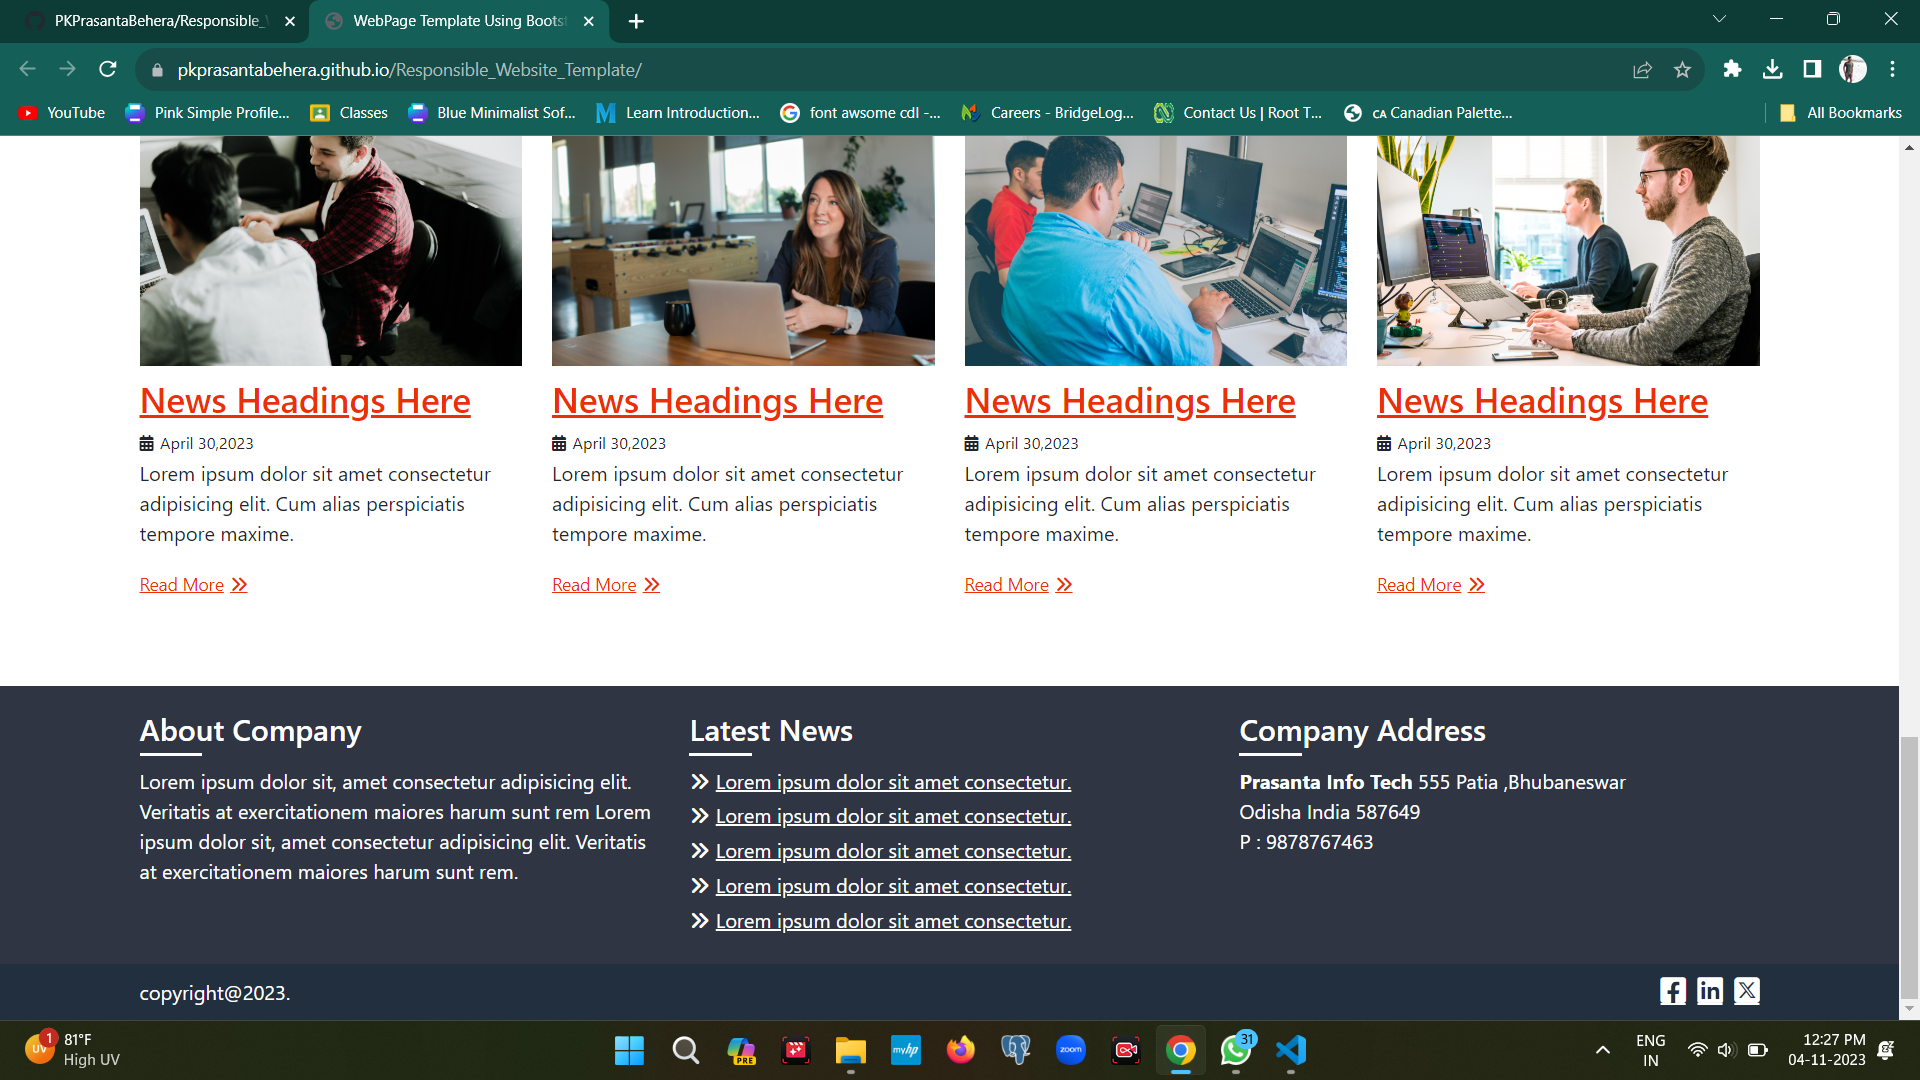 PKPrasantaBehera/Responsible_
WebPage Template Using Boots
pkprasantabehera.github.io/Responsible_Website_Template/
YouTube
Pink Simple Profile...
Classes
Blue Minimalist Sof...
Learn Introduction...
font awsome cdl -...
Careers - BridgeLog...
Contact Us | Root T...
CA Canadian Palette...
All Bookmarks
News Headings Here
April 30,2023
Lorem ipsum dolor sit amet consectetur
adipisicing elit. Cum alias perspiciatis
tempore maxime.
Read More
News Headings Here
April 30,2023
Lorem ipsum dolor sit amet consectetur
adipisicing elit. Cum alias perspiciatis
tempore maxime.
Read More
News Headings Here
April 30,2023
Lorem ipsum dolor sit amet consectetur
adipisicing elit. Cum alias perspiciatis
tempore maxime.
Read More
News Headings Here
April 30,2023
Lorem ipsum dolor sit amet consectetur
adipisicing elit. Cum alias perspiciatis
tempore maxime.
Read More
About Company
Lorem ipsum dolor sit, amet consectetur adipisicing elit.
Veritatis at exercitationem maiores harum sunt rem Lorem
ipsum dolor sit, amet consectetur adipisicing elit. Veritatis
at exercitationem maiores harum sunt rem.
Latest News
Lorem ipsum dolor sit amet consectetur.
Lorem ipsum dolor sit amet consectetur.
Lorem ipsum dolor sit amet consectetur.
Lorem ipsum dolor sit amet consectetur.
Lorem ipsum dolor sit amet consectetur.
Company Address
Prasanta Info Tech 555 Patia ,Bhubaneswar
Odisha India 587649
P : 9878767463
copyright@2023.
UV
1
81°F
High UV
PRE
myhp
zoom
31
ENG
IN
12:27 PM
04-11-2023